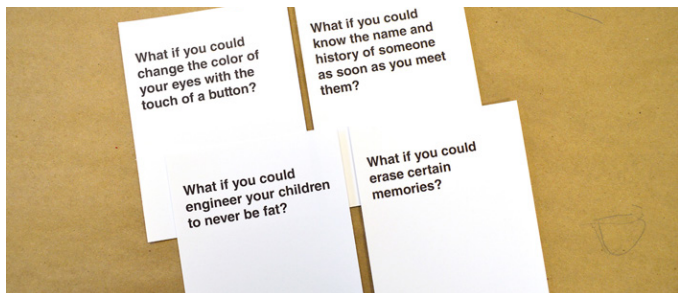 What if you could
change the color of
your eyes with the
touch of a button?
What if you could
know the name and
history of someone
as soon as you meet
them?
What if you could
engineer your children
to never be fat?
What if you could
erase certain
memories?